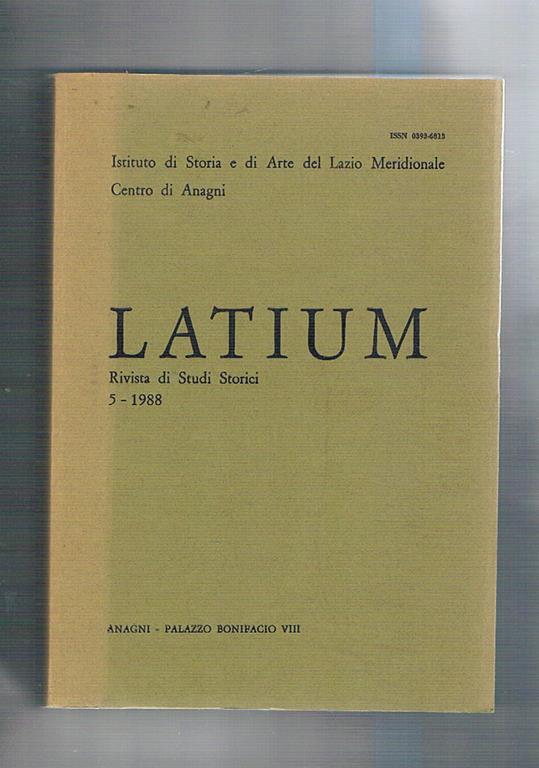 ISSN 0393-6813
Istituto di Storia e di Arte del Lazio Meridionale
Centro di Anagni
LATIUM
Rivista di Studi Storici
5 - 1988
ANAGNI - PALAZZO BONIFACIO VIII